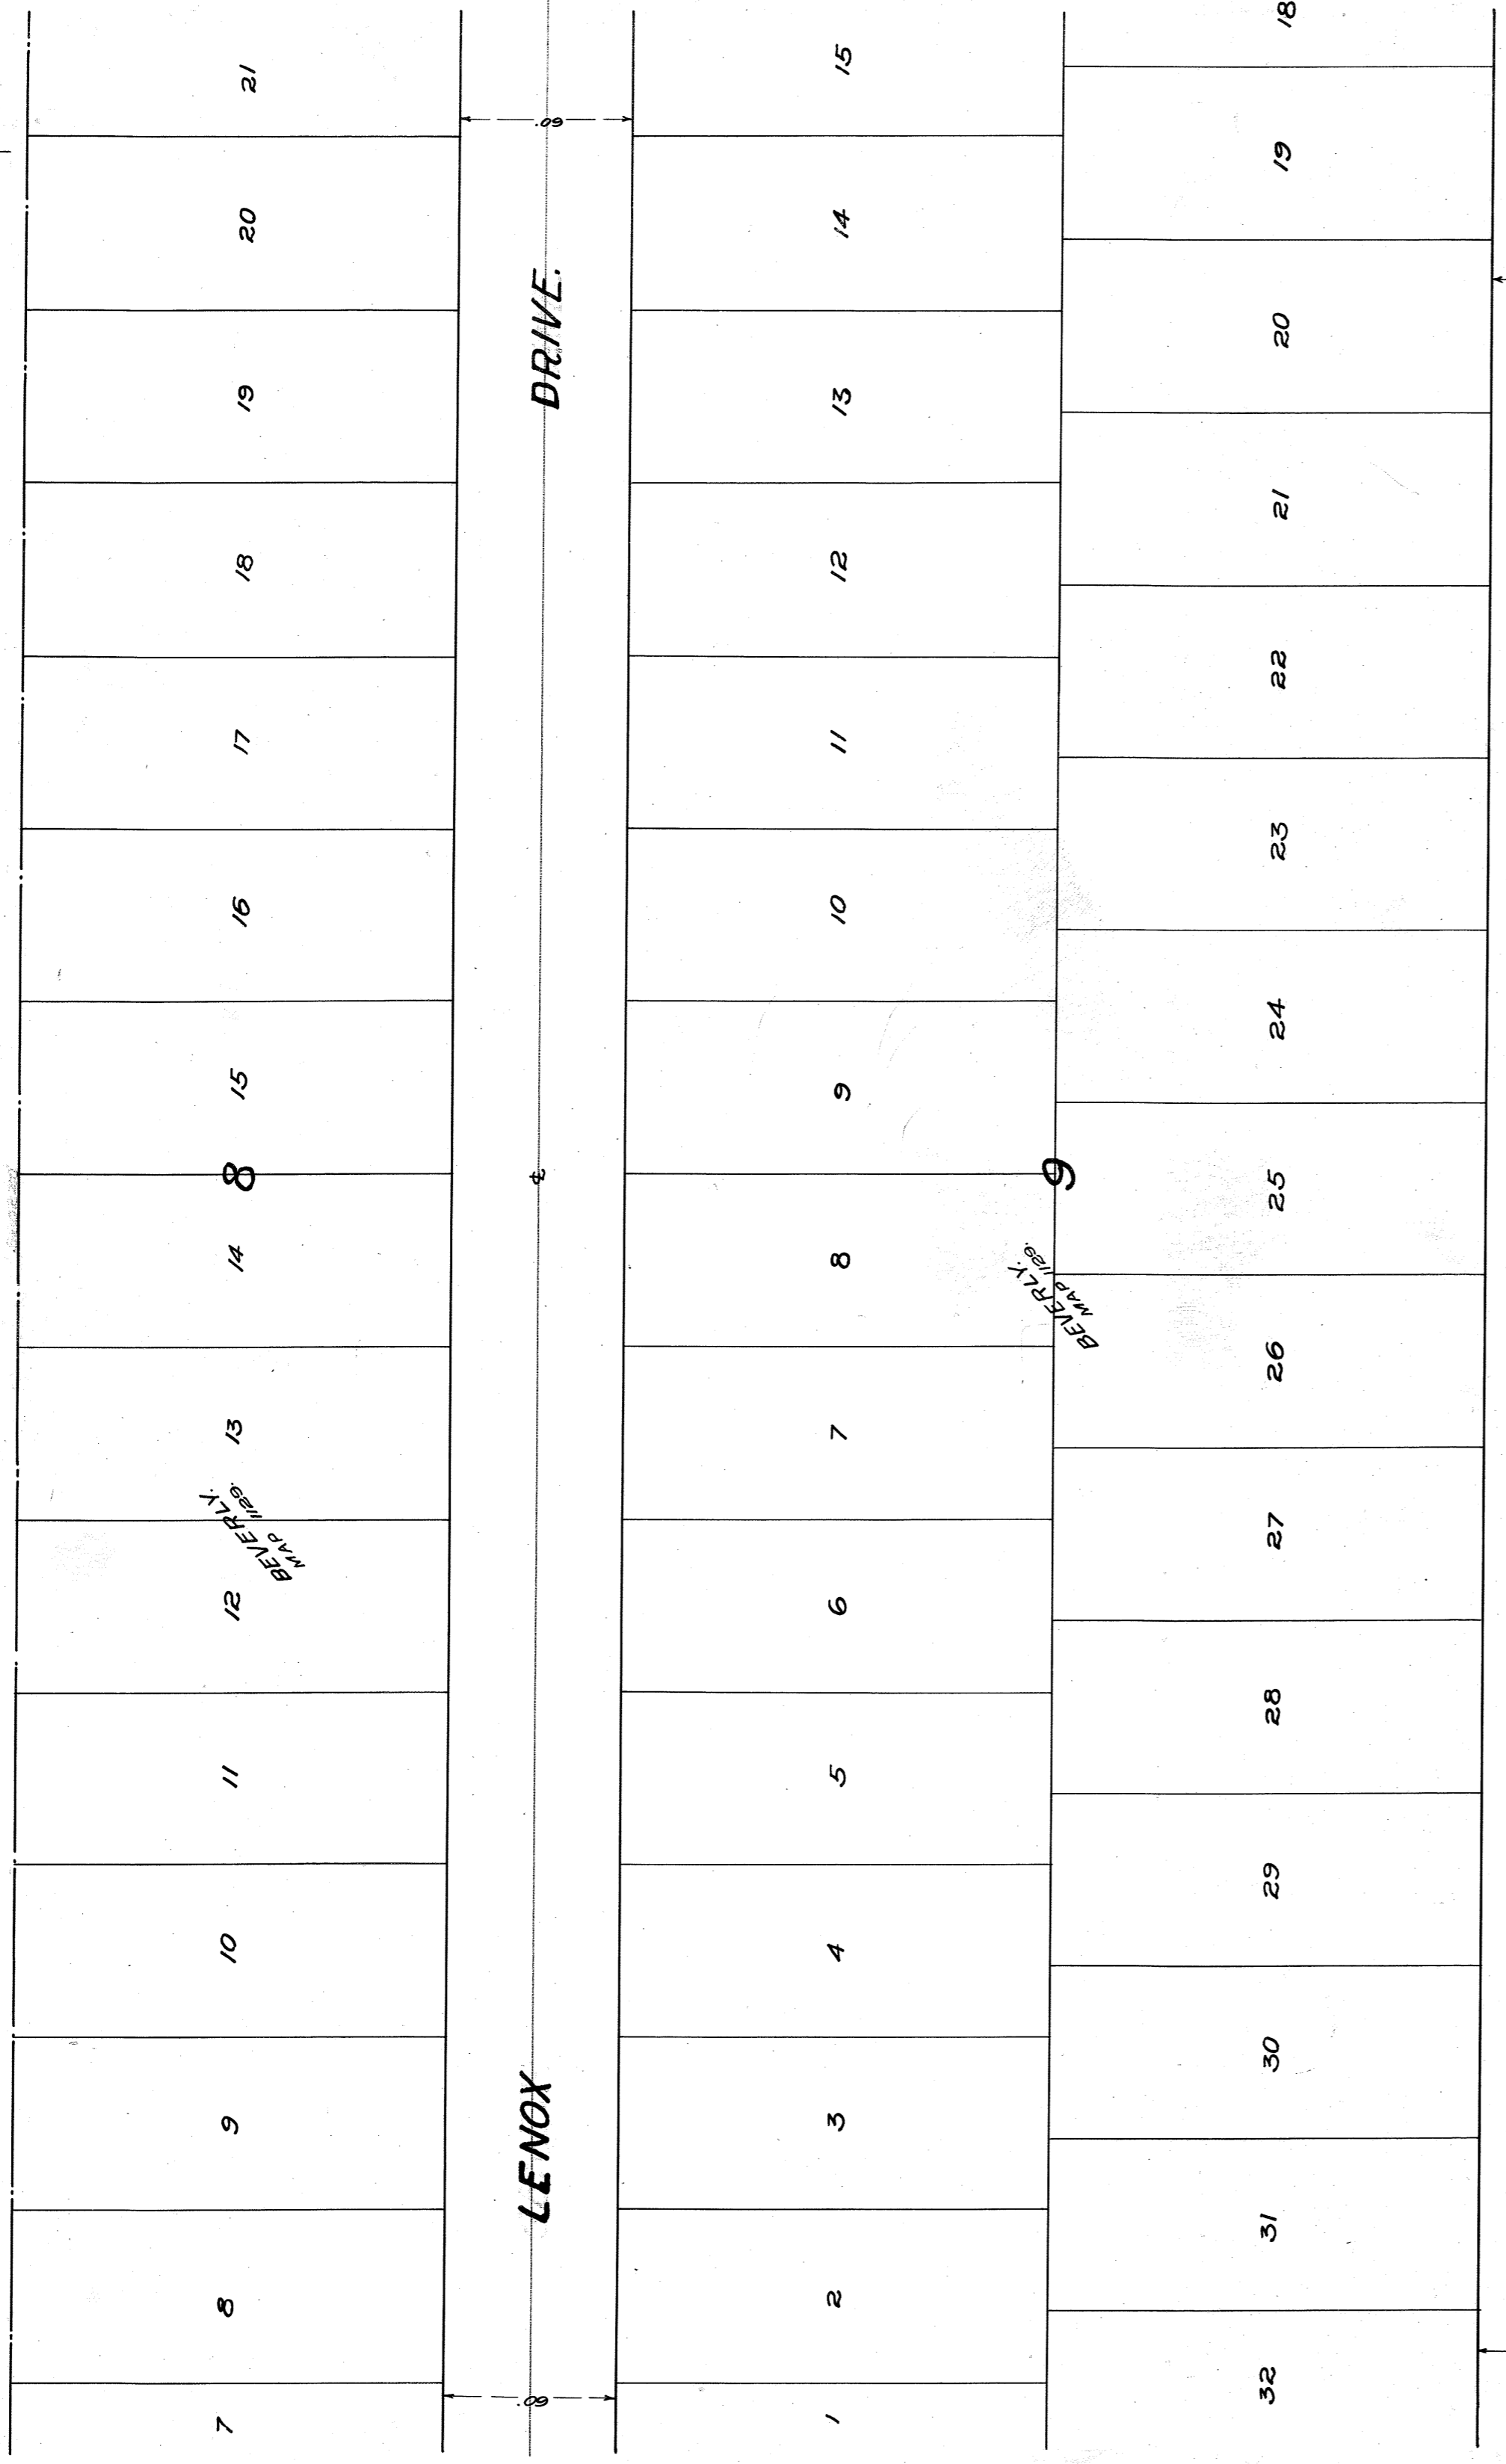 7 8 9 10 11 12 13 14 15 16 17 18 19 20 21
8
BEVERLY.
MAP 1129.
60'.
LENOX DRIVE.
℄
60'.
1 2 3 4 5 6 7 8 9 10 11 12 13 14 15
9
BEVERLY.
MAP 1129.
32 31 30 29 28 27 26 25 24 23 22 21 20 19 18